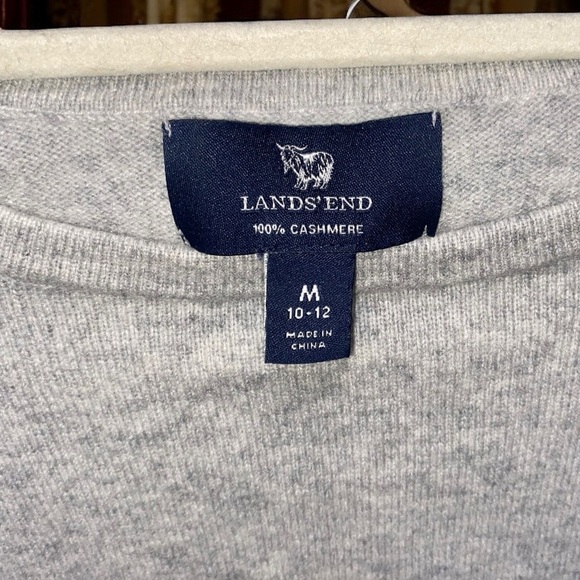 LANDS' END
100% CASHMERE
M
10-12
MADE IN
CHINA